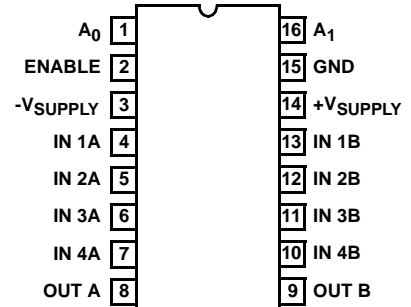 A0 1 16 A1
ENABLE 2 15 GND
-VSUPPLY 3 14 +VSUPPLY
IN 1A 4 13 IN 1B
IN 2A 5 12 IN 2B
IN 3A 6 11 IN 3B
IN 4A 7 10 IN 4B
OUT A 8 9 OUT B